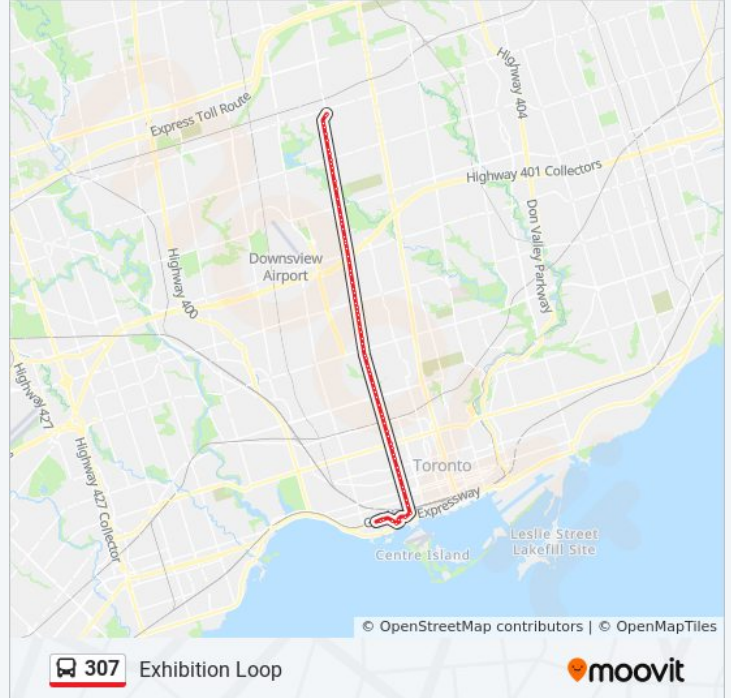 Highway 404
Express Toll Route
Highway 401 Collectors
Don Valley Parkway
Downsview
Airport
Highway 400
Highway 427
Highway 427 Collector
Toronto
Expressway
Leslie Street
Lakefill Site
Centre Island
© OpenStreetMap contributors | © OpenMapTiles
307 Exhibition Loop
moovit